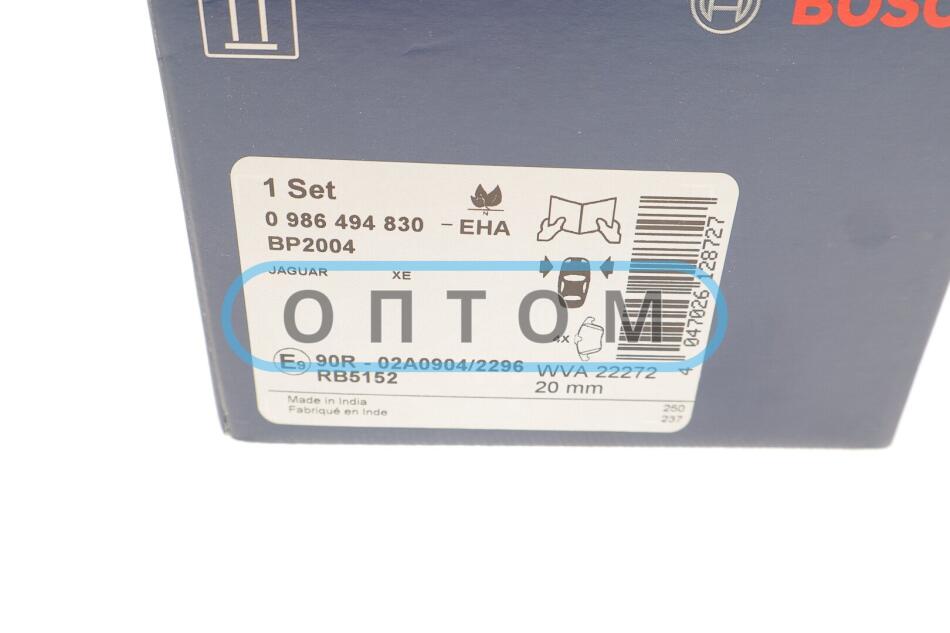 BOSC
1 Set
0 986 494 830 - EHA
BP2004
N
JAGUAR XE
ОПТОМ
4X
E9 90R - 02A0904/2296
RB5152
WVA 22272
20 mm
Made in India
Fabriqué en Inde
250
237
4 047026 128727